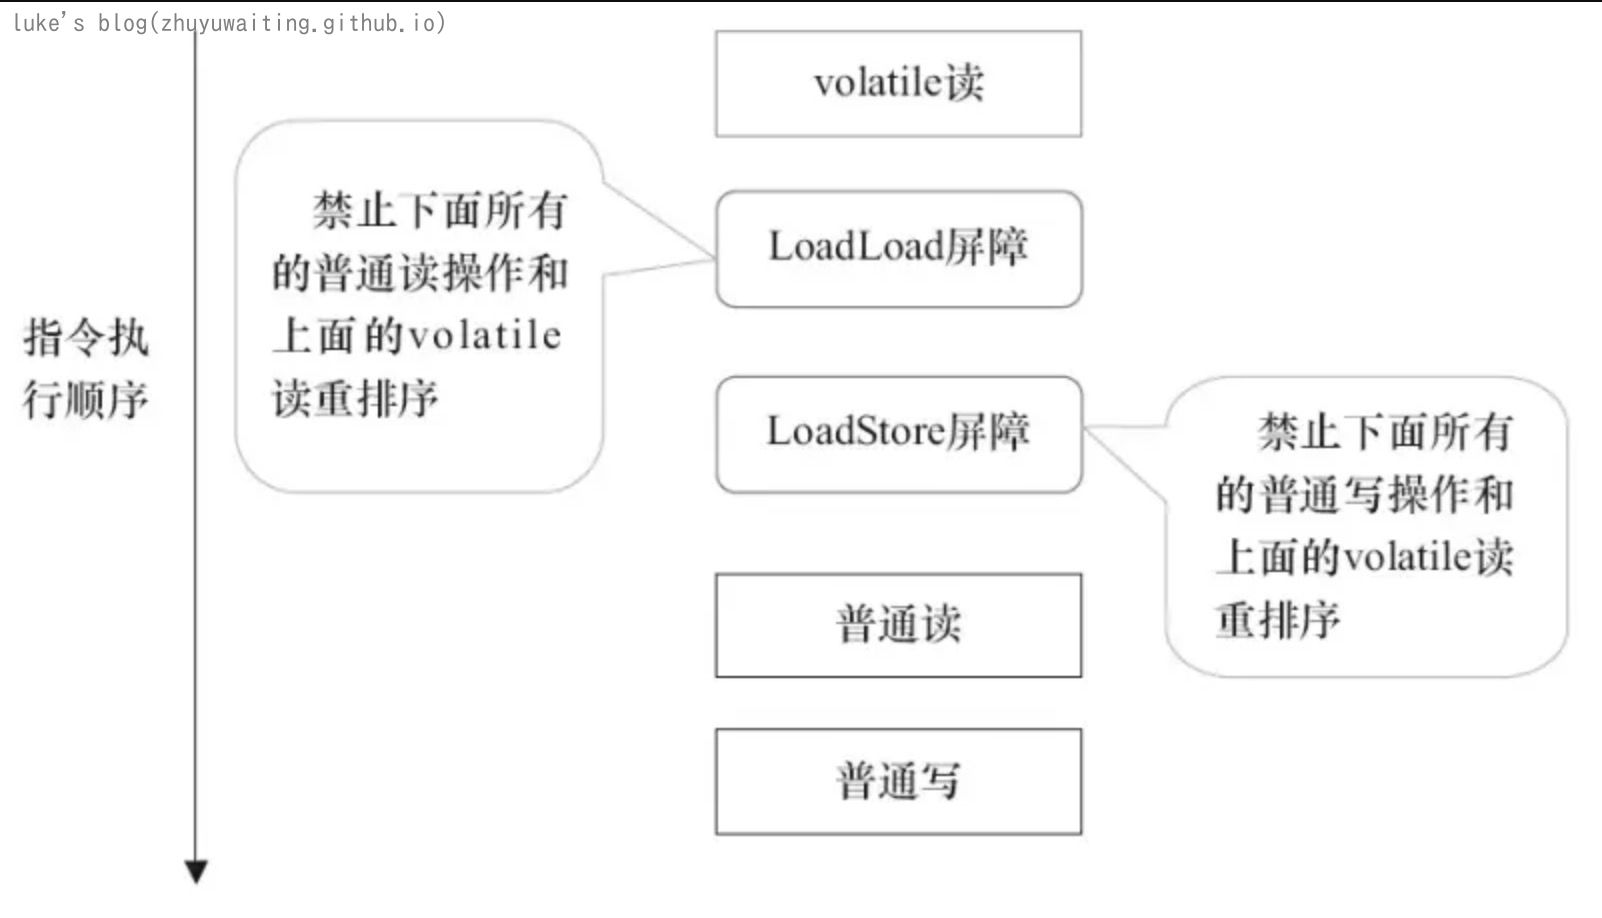 luke's blog(zhuyuwaiting.github.io)
volatile读
禁止下面所有
的普通读操作和
上面的volatile
读重排序
LoadLoad屏障
指令执
行顺序
LoadStore屏障
禁止下面所有
的普通写操作和
上面的volatile读
重排序
普通读
普通写